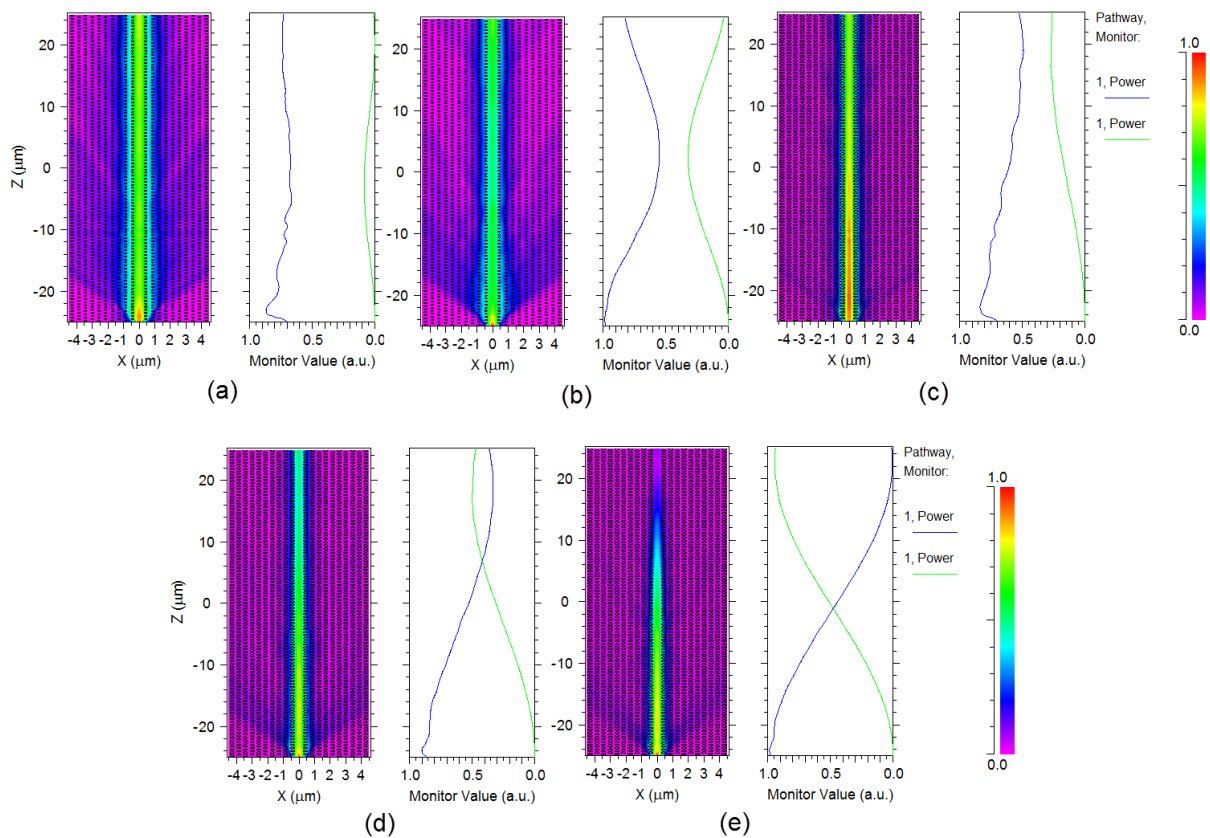 20
10
0
-10
-20
Z (μm)
-4 -3 -2 -1 0 1 2 3 4
X (μm)
1.0 0.5 0.0
Monitor Value (a.u.)
(a)
20
10
0
-10
-20
-4 -3 -2 -1 0 1 2 3 4
X (μm)
1.0 0.5 0.0
Monitor Value (a.u.)
(b)
20
10
0
-10
-20
-4 -3 -2 -1 0 1 2 3 4
X (μm)
1.0 0.5 0.0
Monitor Value (a.u.)
(c)
Pathway,
Monitor:
1, Power
1, Power
1.0
0.0
20
10
0
-10
-20
Z (μm)
-4 -3 -2 -1 0 1 2 3 4
X (μm)
1.0 0.5 0.0
Monitor Value (a.u.)
(d)
20
10
0
-10
-20
-4 -3 -2 -1 0 1 2 3 4
X (μm)
1.0 0.5 0.0
Monitor Value (a.u.)
(e)
Pathway,
Monitor:
1, Power
1, Power
1.0
0.0